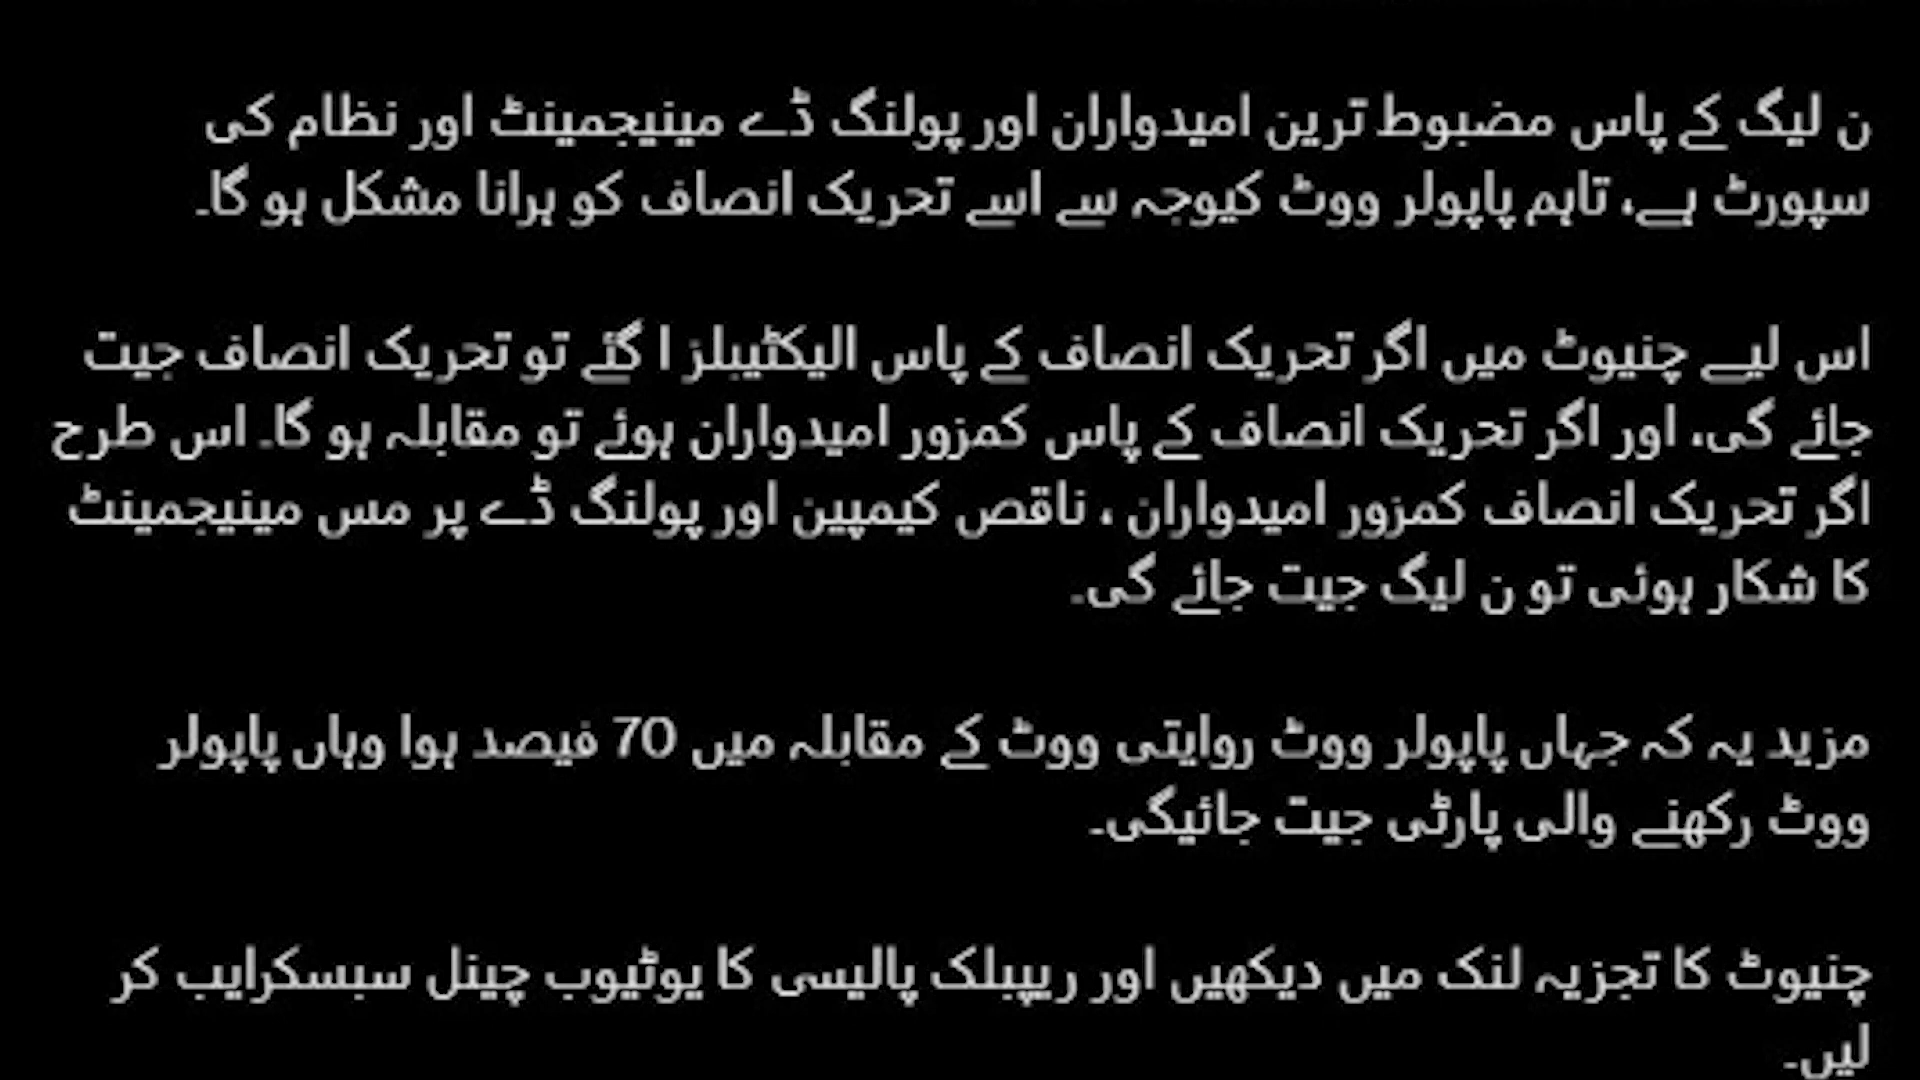 ن لیگ کے پاس مضبوط ترین امیدواران اور پولنگ ڈے مینیجمینٹ اور نظام کی
سپورٹ ہے، تاہم پاپولر ووٹ کیوجہ سے اسے تحریک انصاف کو ہرانا مشکل ہو گا۔
اس لیے چنیوٹ میں اگر تحریک انصاف کے پاس الیکٹیبلز ا گئے تو تحریک انصاف جیت
جائے گی، اور اگر تحریک انصاف کے پاس کمزور امیدواران ہوئے تو مقابلہ ہو گا۔ اس طرح
اگر تحریک انصاف کمزور امیدواران ، ناقص کیمپین اور پولنگ ڈے پر مس مینیجمینٹ
کا شکار ہوئی تو ن لیگ جیت جائے گی۔
مزید یہ کہ جہاں پاپولر ووٹ روایتی ووٹ کے مقابلہ میں 70 فیصد ہوا وہاں پاپولر
ووٹ رکھنے والی پارٹی جیت جائیگی۔
چنیوٹ کا تجزیہ لنک میں دیکھیں اور ریپبلک پالیسی کا یوٹیوب چینل سبسکرایب کر
لیں۔